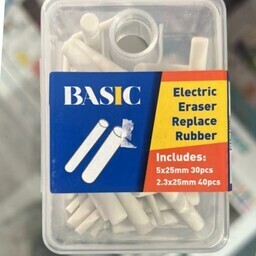 BASIC
Electric
Eraser
Replace
Rubber
Includes:
5x25mm 30pcs
2.3x25mm 40pcs